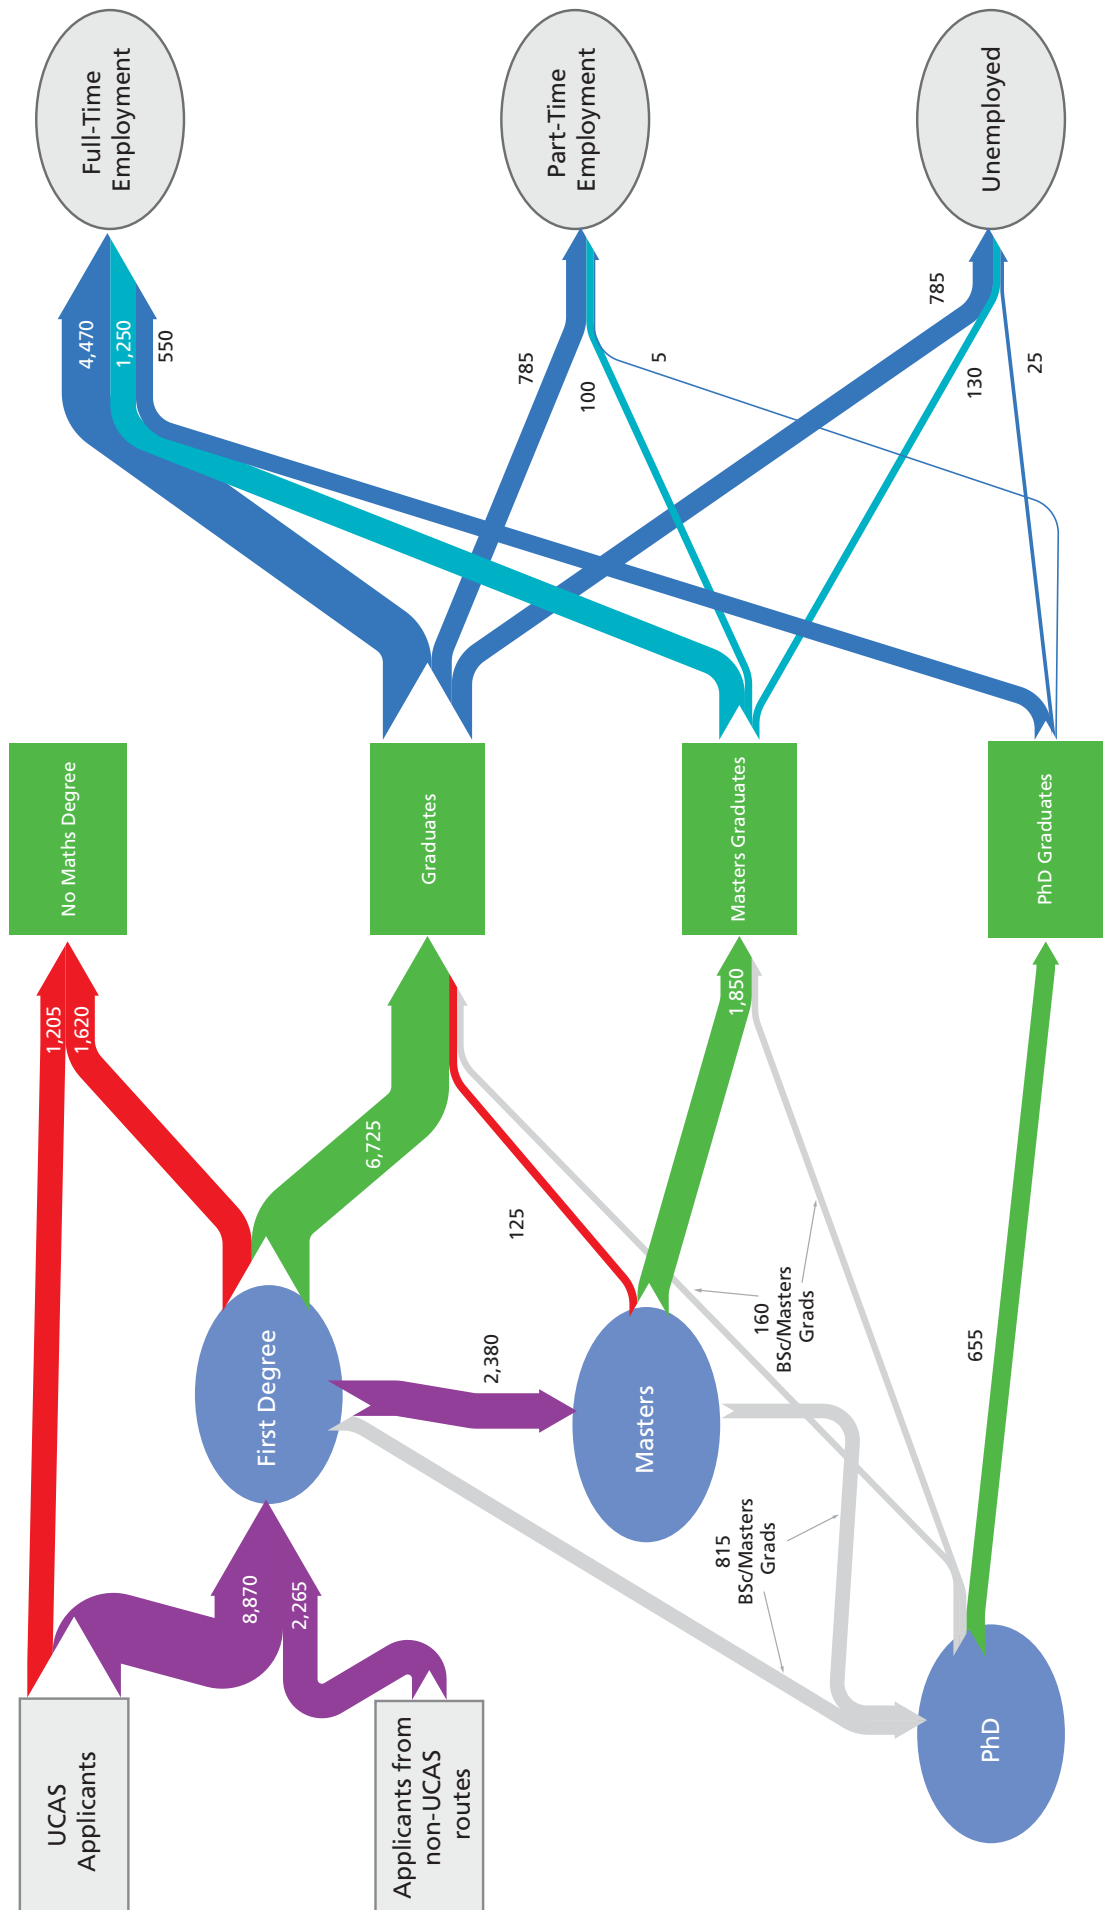 UCAS
Applicants
Applicants from
non-UCAS
routes
1,205
1,620
8,870
2,265
First Degree
6,725
2,380
125
Masters
1,850
160
BSc/Masters
Grads
815
BSc/Masters
Grads
655
PhD
No Maths Degree
Graduates
Masters Graduates
PhD Graduates
4,470
1,250
550
785
100
5
785
130
25
Full-Time
Employment
Part-Time
Employment
Unemployed